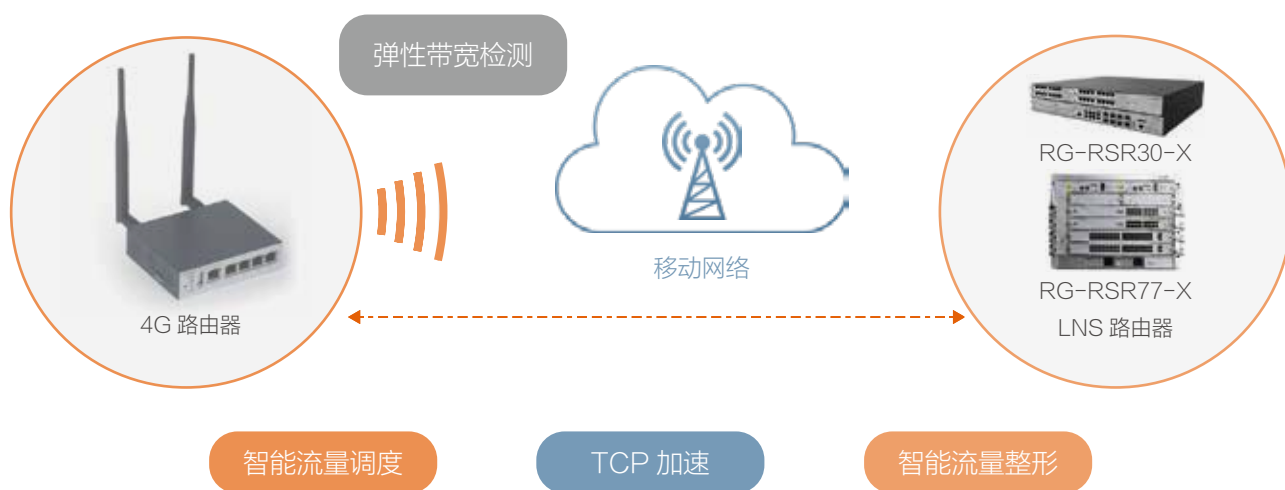 弹性带宽检测
RG-RSR30-X
移动网络
RG-RSR77-X
4G 路由器
LNS 路由器
智能流量调度
TCP 加速
智能流量整形